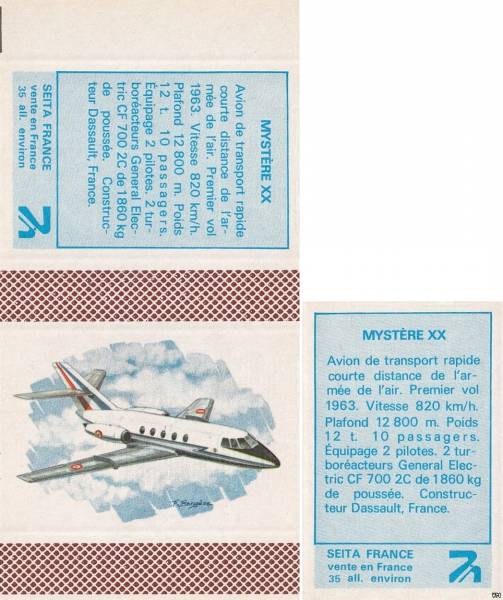 MYSTÈRE XX
Avion de transport rapide
courte distance de l'ar-
mée de l'air. Premier vol
1963. Vitesse 820 km/h.
Plafond 12 800 m. Poids
12 t. 10 passagers.
Équipage 2 pilotes. 2 tur-
boréacteurs General Elec-
tric CF 700 2C de 1 860 kg
de poussée. Construc-
teur Dassault, France.
SEITA FRANCE
vente en France
35 all. environ
MYSTÈRE XX
Avion de transport rapide
courte distance de l'ar-
mée de l'air. Premier vol
1963. Vitesse 820 km/h.
Plafond 12 800 m. Poids
12 t. 10 passagers.
Équipage 2 pilotes. 2 tur-
boréacteurs General Elec-
tric CF 700 2C de 1 860 kg
de poussée. Construc-
teur Dassault, France.
SEITA FRANCE
vente en France
35 all. environ